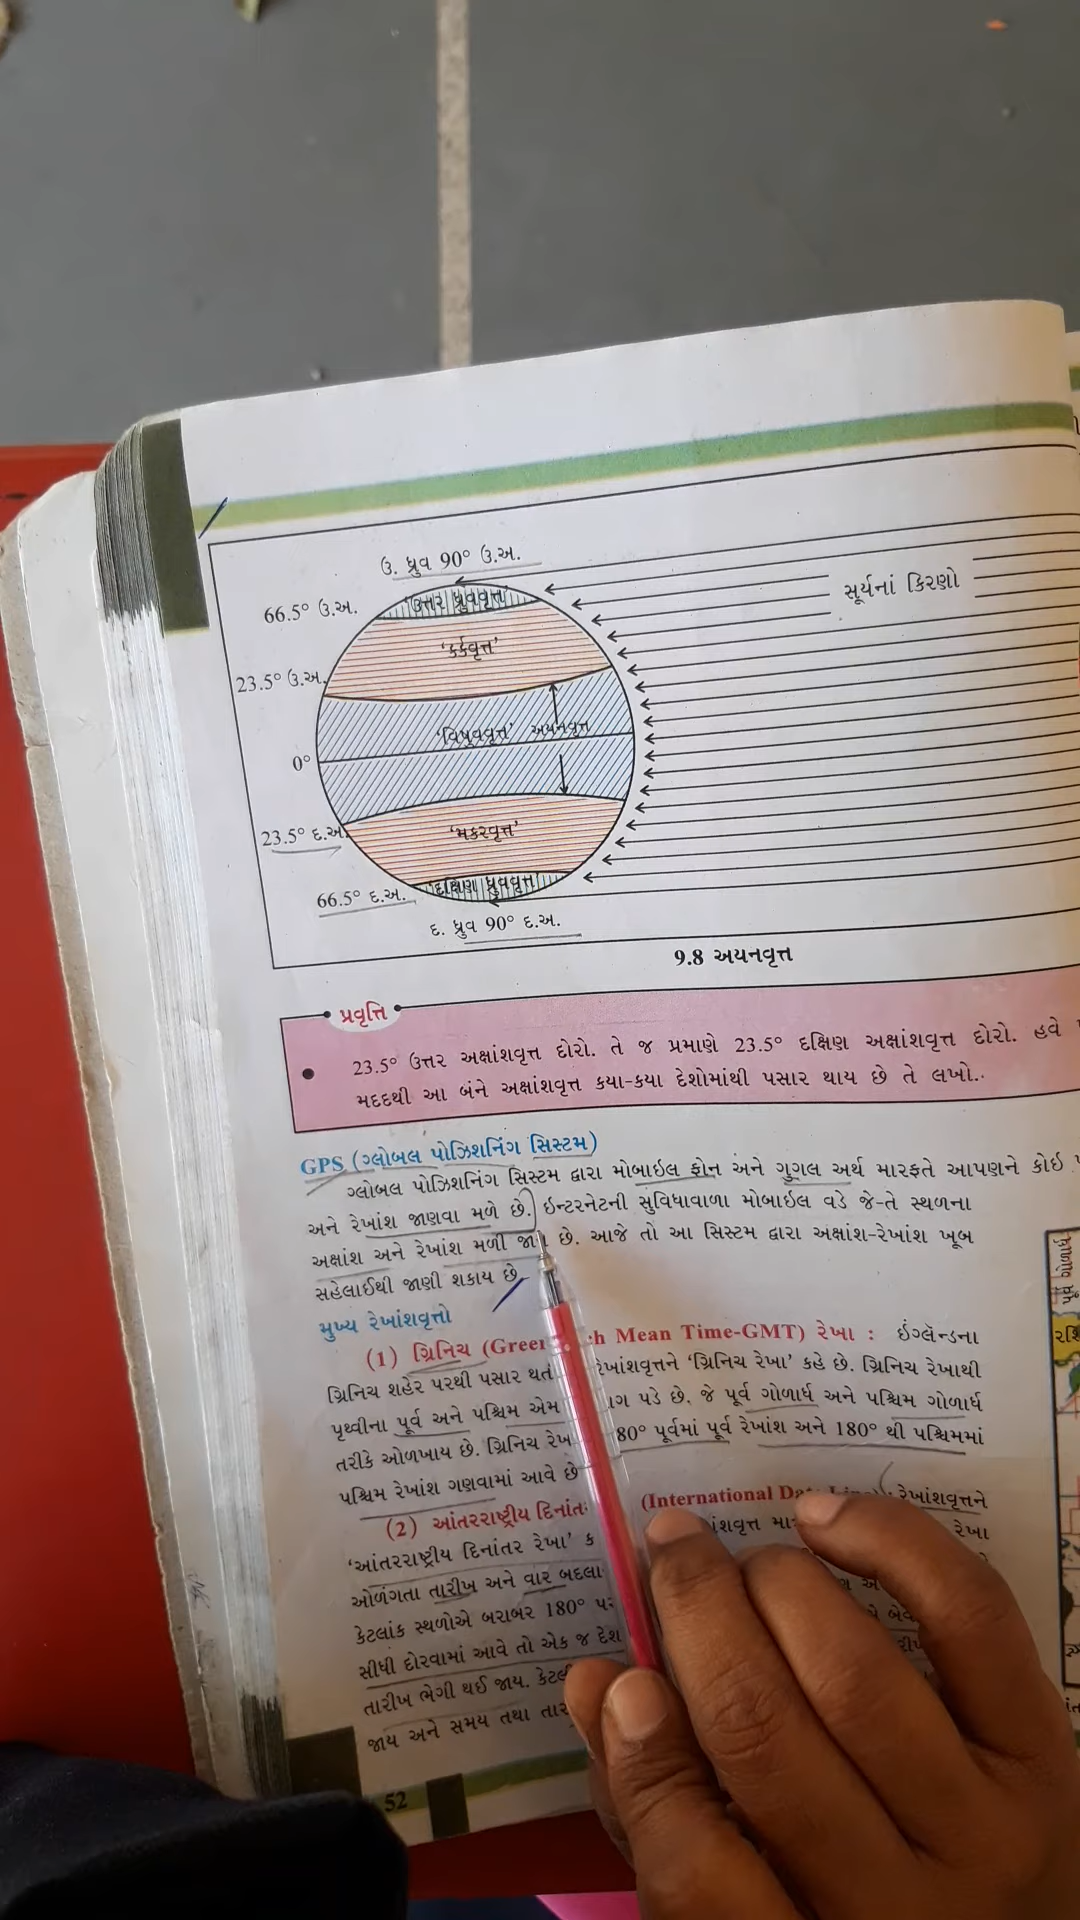 ઉ. ધ્રુવ 90° ઉ.અ.
66.5° ઉ.અ.
ઉત્તર ધ્રુવવૃત્ત
સૂર્યનાં કિરણો
'કર્કવૃત્ત'
23.5° ઉ.અ.
'વિષુવવૃત્ત' અયનવૃત્ત
0°
23.5° દ.અ.
'મકરવૃત્ત'
66.5° દ.અ.
દક્ષિણ ધ્રુવવૃત્ત
દ. ધ્રુવ 90° દ.અ.
9.8 અયનવૃત્ત
પ્રવૃત્તિ
• 23.5° ઉત્તર અક્ષાંશવૃત્ત દોરો. તે જ પ્રમાણે 23.5° દક્ષિણ અક્ષાંશવૃત્ત દોરો. હવે
મદદથી આ બંને અક્ષાંશવૃત્ત કયા-કયા દેશોમાંથી પસાર થાય છે તે લખો..
GPS (ગ્લોબલ પોઝિશનિંગ સિસ્ટમ)
ગ્લોબલ પોઝિશનિંગ સિસ્ટમ દ્વારા મોબાઇલ ફોન અને ગુગલ અર્થ મારફતે આપણને કોઇ
અને રેખાંશ જાણવા મળે છે. ઇન્ટરનેટની સુવિધાવાળા મોબાઇલ વડે જે-તે સ્થળના
અક્ષાંશ અને રેખાંશ મળી છે. આજે તો આ સિસ્ટમ દ્વારા અક્ષાંશ-રેખાંશ ખૂબ
સહેલાઈથી જાણી શકાય છે.
મુખ્ય રેખાંશવૃત્તો
(1) ગ્રિનિચ Mean Time-GMT) રેખા : ઇંગ્લૅન્ડના
ગ્રિનિચ શહેર પરથી પસાર રેખાંશવૃત્તને 'ગ્રિનિચ રેખા' કહે છે. ગ્રિનિચ રેખાથી
પૃથ્વીના પૂર્વ અને પશ્ચિમ એમ પડે છે. જે પૂર્વ ગોળાર્ધ અને પશ્ચિમ ગોળાર્ધ
તરીકે ઓળખાય છે. ગ્રિનિચ 80° પૂર્વમાં પૂર્વ રેખાંશ અને 180° થી પશ્ચિમમાં
પશ્ચિમ રેખાંશ ગણવામાં આવે છે
(2) આંતરરાષ્ટ્રીય (International રેખાંશવૃત્તને
'આંતરરાષ્ટ્રીય દિનાંતર રેખા' રેખા
ઓળંગતા તારીખ અને વાર
કેટલાંક સ્થળોએ બરાબર 180°
સીધી દોરવામાં આવે તો એક જ દેશ
તારીખ ભેગી થઈ જાય.
જાય અને સમય તથા
52